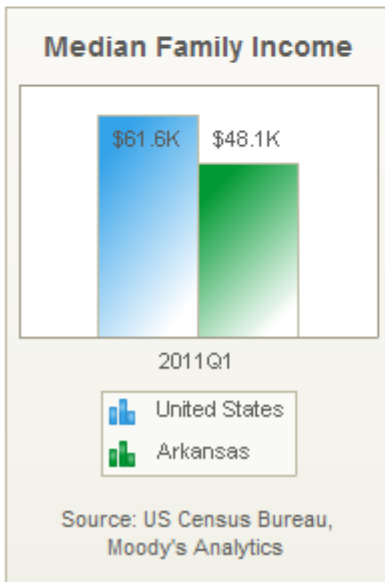 Median Family Income
$61.6K $48.1K
2011Q1
United States
Arkansas
Source: US Census Bureau,
Moody's Analytics